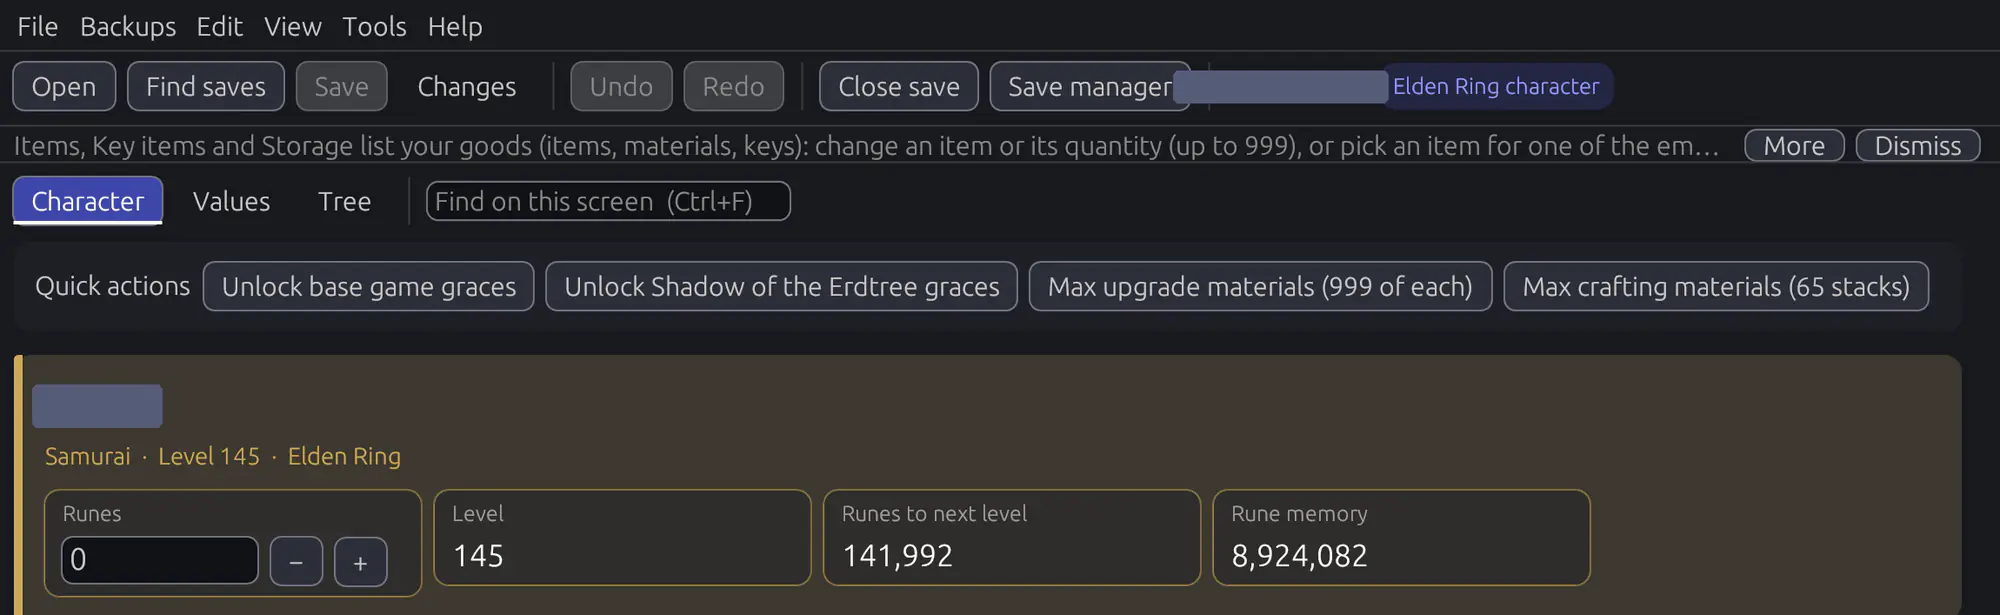 File Backups Edit View Tools Help
Open Find saves Save Changes Undo Redo Close save Save manager Elden Ring character
Items, Key items and Storage list your goods (items, materials, keys): change an item or its quantity (up to 999), or pick an item for one of the em… More Dismiss
Character Values Tree Find on this screen (Ctrl+F)
Quick actions Unlock base game graces Unlock Shadow of the Erdtree graces Max upgrade materials (999 of each) Max crafting materials (65 stacks)
Samurai · Level 145 · Elden Ring
Runes Level Runes to next level Rune memory
0 − + 145 141,992 8,924,082